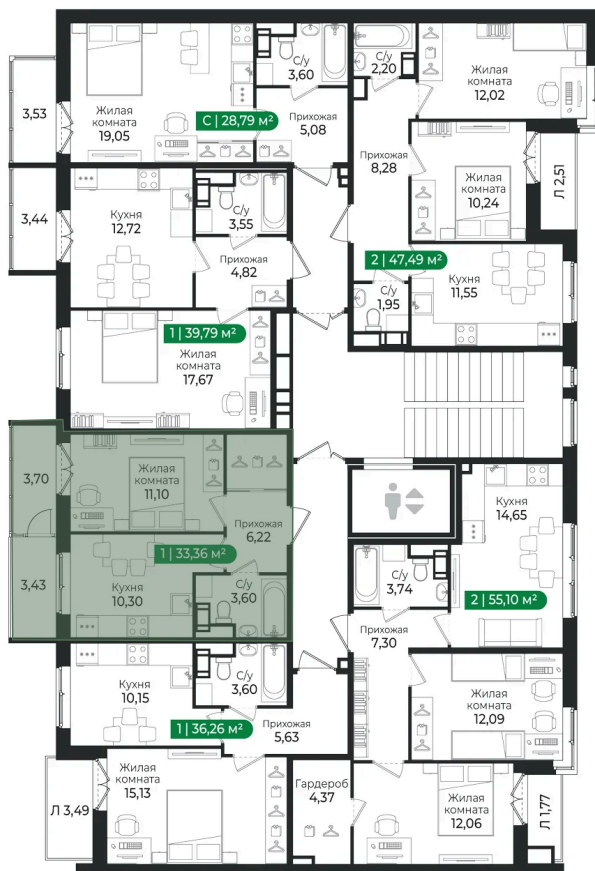 С/у
3,60
С/у
2,20
Жилая
комната
12,02
Жилая
комната
19,05
3,53
С | 28,79 м²
Прихожая
5,08
Прихожая
8,28
Жилая
комната
10,24
Л 2,51
3,44
Кухня
12,72
С/у
3,55
Прихожая
4,82
2 | 47,49 м²
Кухня
11,55
С/у
1,95
1 | 39,79 м²
Жилая
комната
17,67
3,70
Жилая
комната
11,10
Прихожая
6,22
Кухня
14,65
1 | 33,36 м²
3,43
Кухня
10,30
С/у
3,60
С/у
3,74
2 | 55,10 м²
Прихожая
7,30
Кухня
10,15
С/у
3,60
Жилая
комната
12,09
1 | 36,26 м²
Прихожая
5,63
Жилая
комната
15,13
Л 3,49
Гардероб
4,37
Жилая
комната
12,06
Л 1,77